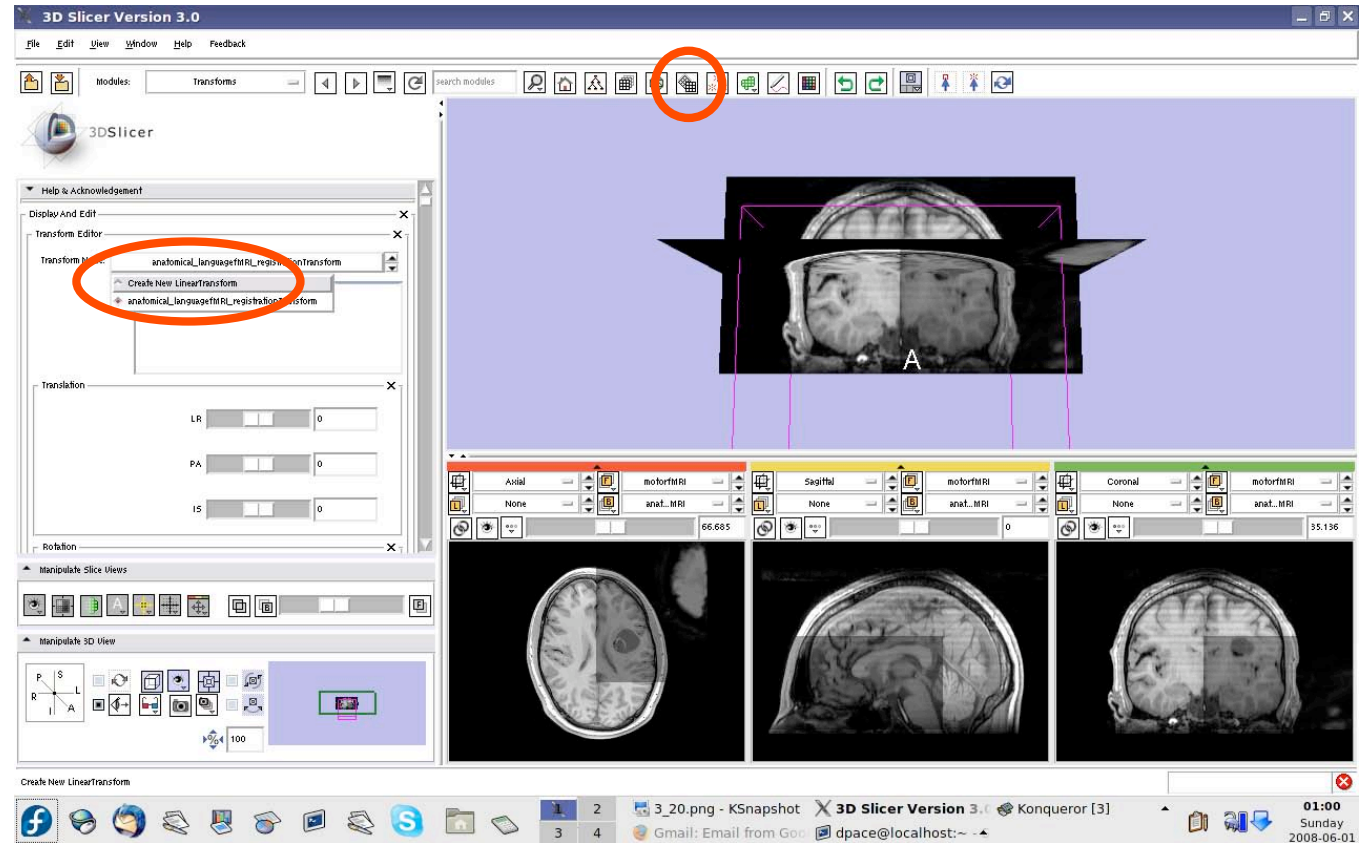 3D Slicer Version 3.0
File Edit View Window Help Feedback
Modules: Transforms search modules
3DSlicer
Help & Acknowledgement
Display And Edit
Transform Editor
anatomical_languagefMRI_registrationTransform
Create New LinearTransform
Translation
LR 0
PA 0
IS 0
Rotation
Manipulate Slice Views
Manipulate 3D View
P S
R L
I A
100
A
Axial motorfMRI
None anat...MRI
66.685
Sagittal motorfMRI
None anat...MRI
0
Coronal motorfMRI
None anat...MRI
35.136
Create New LinearTransform
1 2
3 4
3_20.png - KSnapshot
3D Slicer Version 3.
Konqueror [3]
Gmail: Email from Goo
dpace@localhost:~ -
01:00
Sunday
2008-06-01